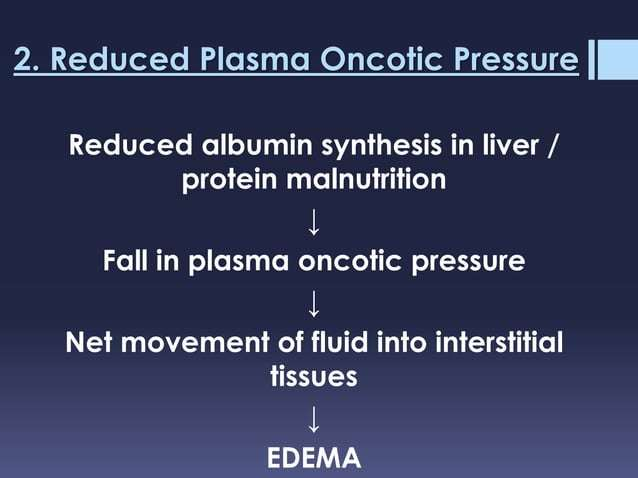 2. Reduced Plasma Oncotic Pressure
Reduced albumin synthesis in liver /
protein malnutrition
↓
Fall in plasma oncotic pressure
↓
Net movement of fluid into interstitial
tissues
↓
EDEMA